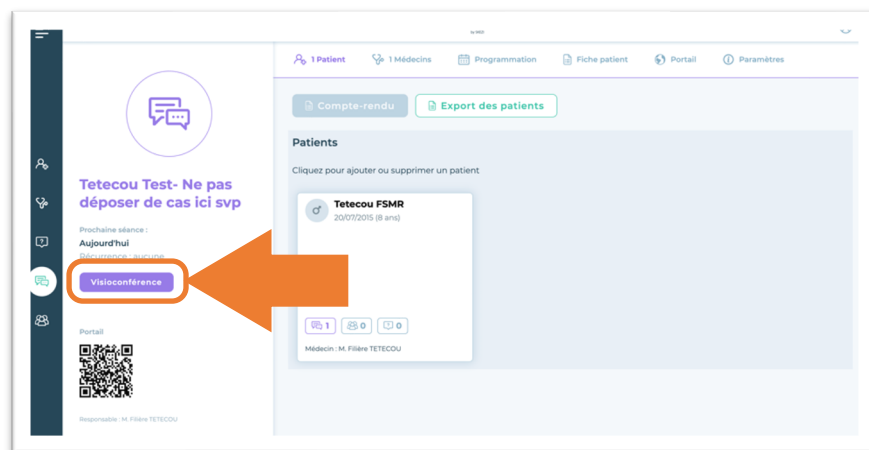 by MED
1 Patient
1 Médecins
Programmation
Fiche patient
Portail
Paramètres
Compte-rendu
Export des patients
Tetecou Test- Ne pas
déposer de cas ici svp
Prochaine séance :
Aujourd'hui
Récurrence : aucune
Visioconférence
Portail
Responsable : M. Filière TETECOU
Patients
Cliquez pour ajouter ou supprimer un patient
Tetecou FSMR
20/07/2015 (8 ans)
1
0
0
Médecin : M. Filière TETECOU